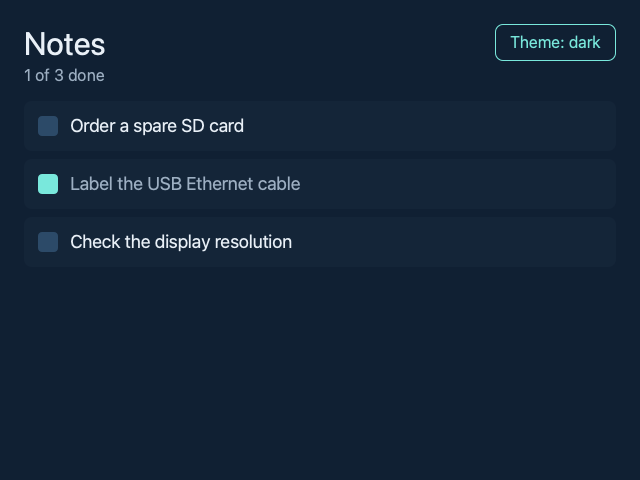 Notes
Theme: dark
1 of 3 done
Order a spare SD card
Label the USB Ethernet cable
Check the display resolution